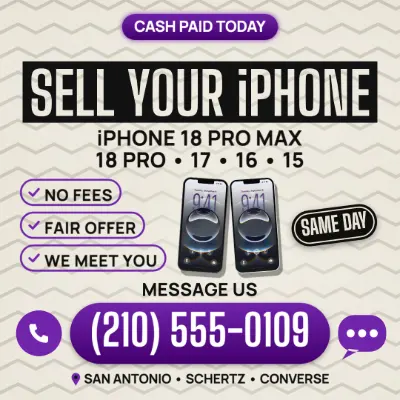 CASH PAID TODAY
SELL YOUR iPHONE
iPHONE 18 PRO MAX
18 PRO • 17 • 16 • 15
NO FEES
FAIR OFFER
WE MEET YOU
9:41
9:41
SAME DAY
MESSAGE US
(210) 555-0109
SAN ANTONIO • SCHERTZ • CONVERSE